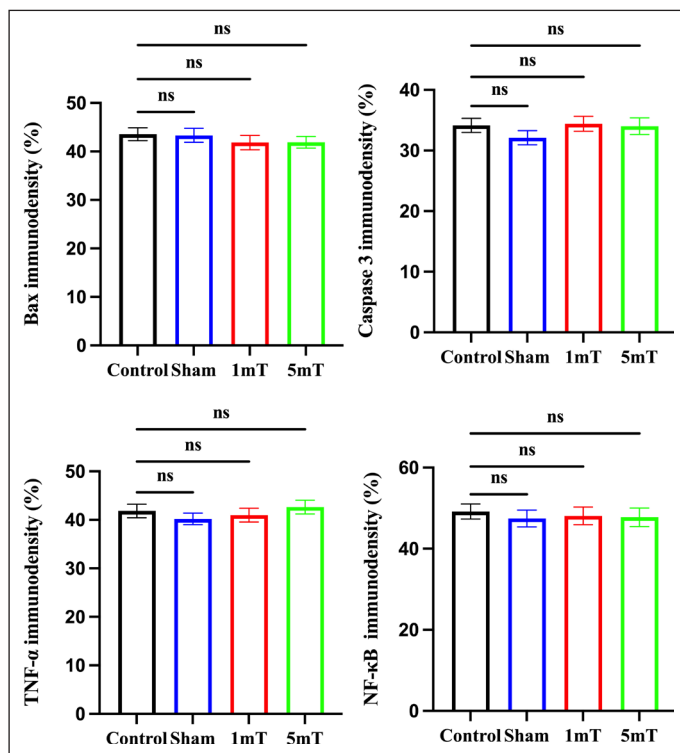 ns
ns
ns
Bax immunodensity (%)
50
40
30
20
10
0
Control Sham 1mT 5mT
ns
ns
ns
Caspase 3 immunodensity (%)
40
30
20
10
0
Control Sham 1mT 5mT
ns
ns
ns
TNF-α immunodensity (%)
50
40
30
20
10
0
Control Sham 1mT 5mT
ns
ns
ns
NF-κB immunodensity (%)
60
40
20
0
Control Sham 1mT 5mT